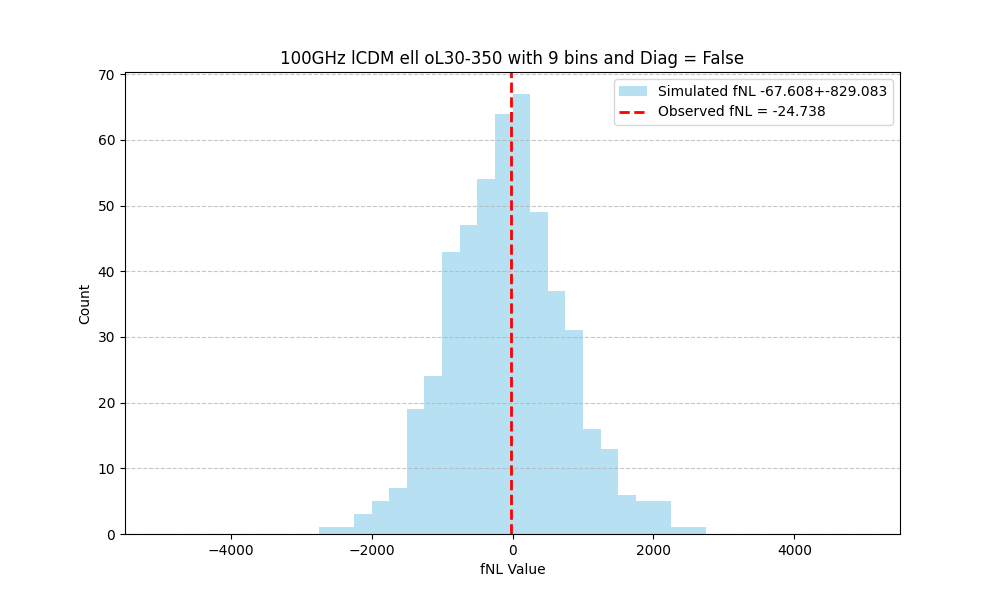 100GHz lCDM ell oL30-350 with 9 bins and Diag = False
Simulated fNL -67.608+-829.083
Observed fNL = -24.738
70
60
50
40
30
20
10
0
Count
−4000
−2000
0
2000
4000
fNL Value